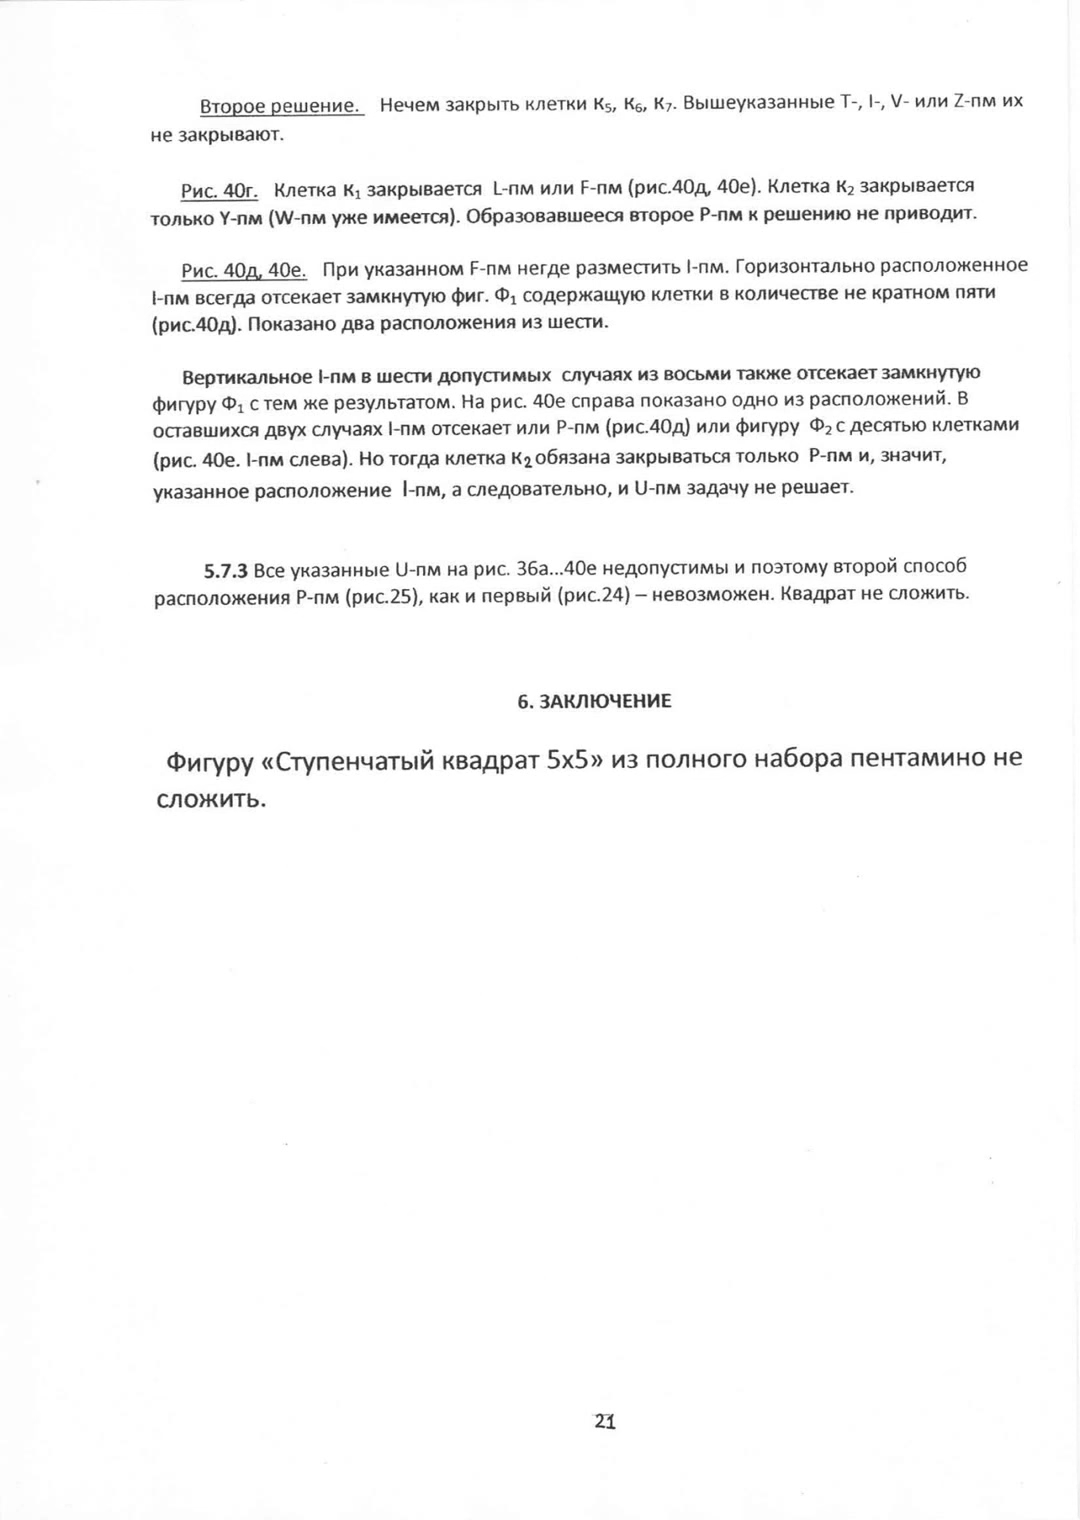 Второе решение. Нечем закрыть клетки К₅, К₆, К₇. Вышеуказанные Т-, I-, V- или Z-пм их
не закрывают.
Рис. 40г. Клетка К₁ закрывается L-пм или F-пм (рис.40д, 40е). Клетка К₂ закрывается
только Y-пм (W-пм уже имеется). Образовавшееся второе Р-пм к решению не приводит.
Рис. 40д, 40е. При указанном F-пм негде разместить I-пм. Горизонтально расположенное
I-пм всегда отсекает замкнутую фиг. Ф₁ содержащую клетки в количестве не кратном пяти
(рис.40д). Показано два расположения из шести.
Вертикальное I-пм в шести допустимых случаях из восьми также отсекает замкнутую
фигуру Ф₁ с тем же результатом. На рис. 40е справа показано одно из расположений. В
оставшихся двух случаях I-пм отсекает или Р-пм (рис.40д) или фигуру Ф₂ с десятью клетками
(рис. 40е. I-пм слева). Но тогда клетка К₂ обязана закрываться только Р-пм и, значит,
указанное расположение I-пм, а следовательно, и U-пм задачу не решает.
5.7.3 Все указанные U-пм на рис. 36а...40е недопустимы и поэтому второй способ
расположения Р-пм (рис.25), как и первый (рис.24) – невозможен. Квадрат не сложить.
6. ЗАКЛЮЧЕНИЕ
Фигуру «Ступенчатый квадрат 5х5» из полного набора пентамино не
сложить.
21